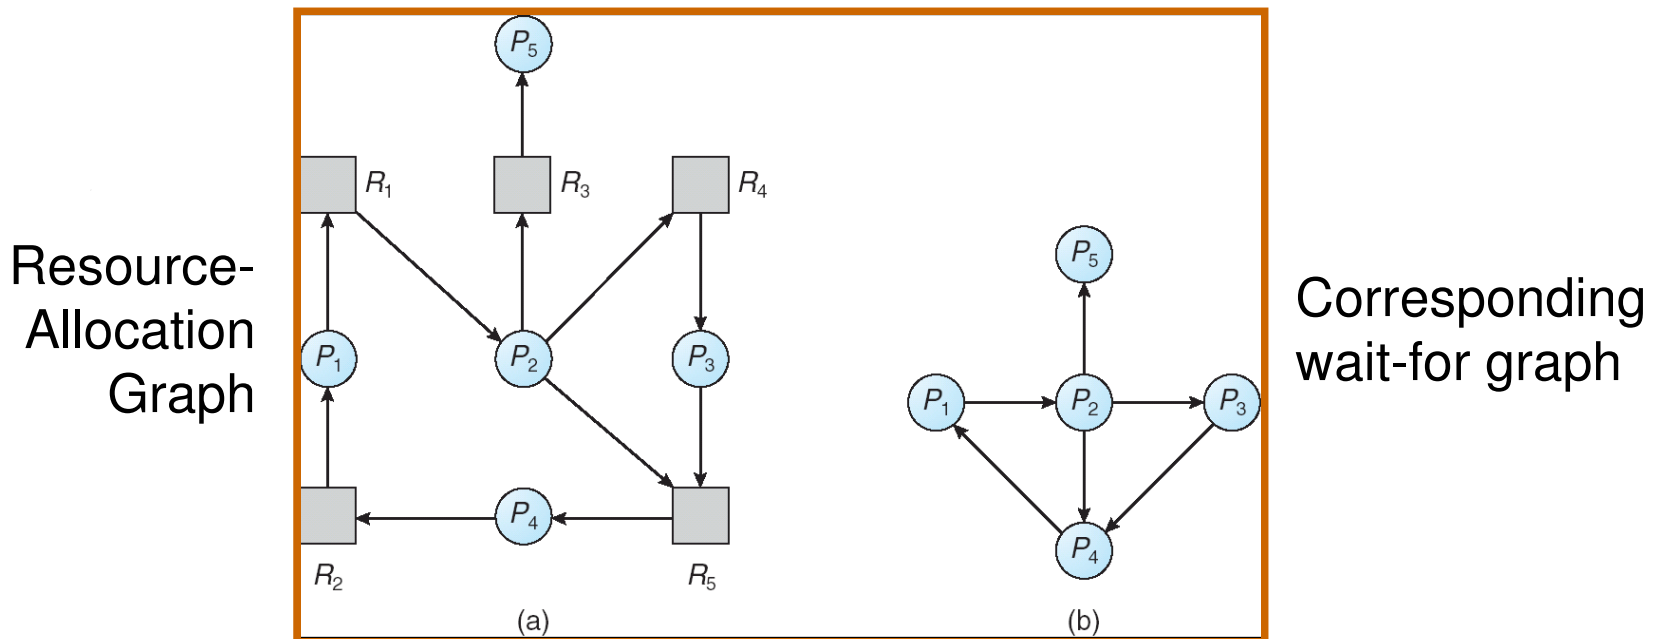 Resource-
Allocation
Graph
P5
R1
R3
R4
P1
P2
P3
P4
R2
R5
(a)
P5
P1
P2
P3
P4
(b)
Corresponding
wait-for graph